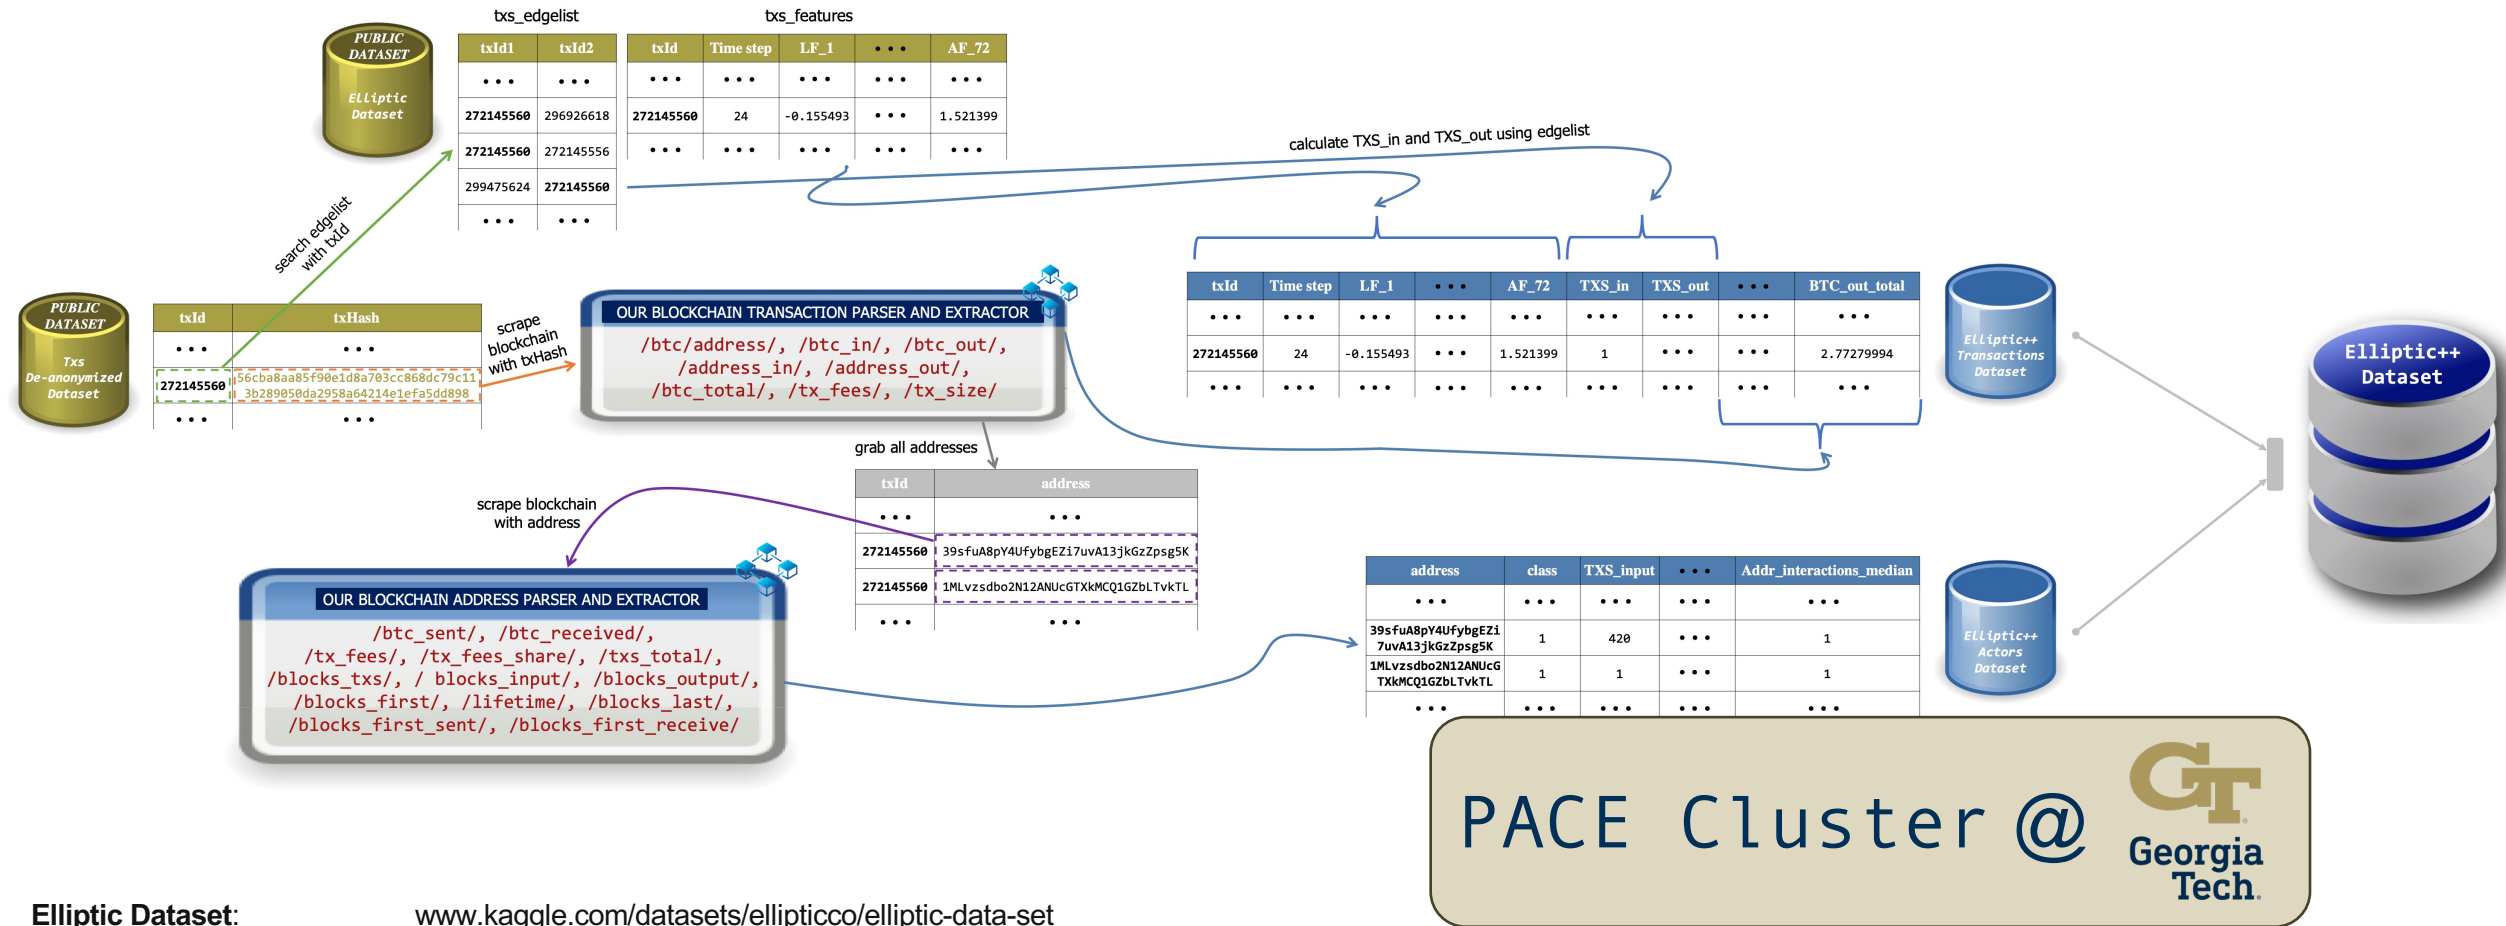 txs_edgelist
txs_features
PUBLIC
DATASET
Elliptic
Dataset
txId1 txId2
••• •••
272145560 296926618
272145560 272145556
299475624 272145560
••• •••
txId Time step LF_1 ••• AF_72
••• ••• ••• ••• •••
272145560 24 -0.155493 ••• 1.521399
••• ••• ••• ••• •••
calculate TXS_in and TXS_out using edgelist
search edgelist
with txId
PUBLIC
DATASET
Txs
De-anonymized
Dataset
txId txHash
••• •••
272145560 56cba8aa85f90e1d8a703cc868dc79c11
3b289050da2958a64214e1efa5dd898
••• •••
scrape
blockchain
with txHash
OUR BLOCKCHAIN TRANSACTION PARSER AND EXTRACTOR
/btc/address/, /btc_in/, /btc_out/,
/address_in/, /address_out/,
/btc_total/, /tx_fees/, /tx_size/
txId Time step LF_1 ••• AF_72 TXS_in TXS_out ••• BTC_out_total
••• ••• ••• ••• ••• ••• ••• ••• •••
272145560 24 -0.155493 ••• 1.521399 1 ••• ••• 2.77279994
••• ••• ••• ••• ••• ••• ••• ••• •••
Elliptic++
Transactions
Dataset
Elliptic++
Dataset
grab all addresses
txId address
••• •••
272145560 39sfuA8pY4UfybgEZi7uvA13jkGzZpsg5K
272145560 1MLvzsdbo2N12ANUcGTXkMCQ1GZbLTvkTL
••• •••
scrape blockchain
with address
OUR BLOCKCHAIN ADDRESS PARSER AND EXTRACTOR
/btc_sent/, /btc_received/,
/tx_fees/, /tx_fees_share/, /txs_total/,
/blocks_txs/, / blocks_input/, /blocks_output/,
/blocks_first/, /lifetime/, /blocks_last/,
/blocks_first_sent/, /blocks_first_receive/
address class TXS_input ••• Addr_interactions_median
••• ••• ••• ••• •••
39sfuA8pY4UfybgEZi
7uvA13jkGzZpsg5K 1 420 ••• 1
1MLvzsdbo2N12ANUcG
TXkMCQ1GZbLTvkTL 1 1 ••• 1
••• ••• ••• ••• •••
Elliptic++
Actors
Dataset
PACE Cluster @
GT
Georgia
Tech.
Elliptic Dataset: www.kaggle.com/datasets/ellipticco/elliptic-data-set